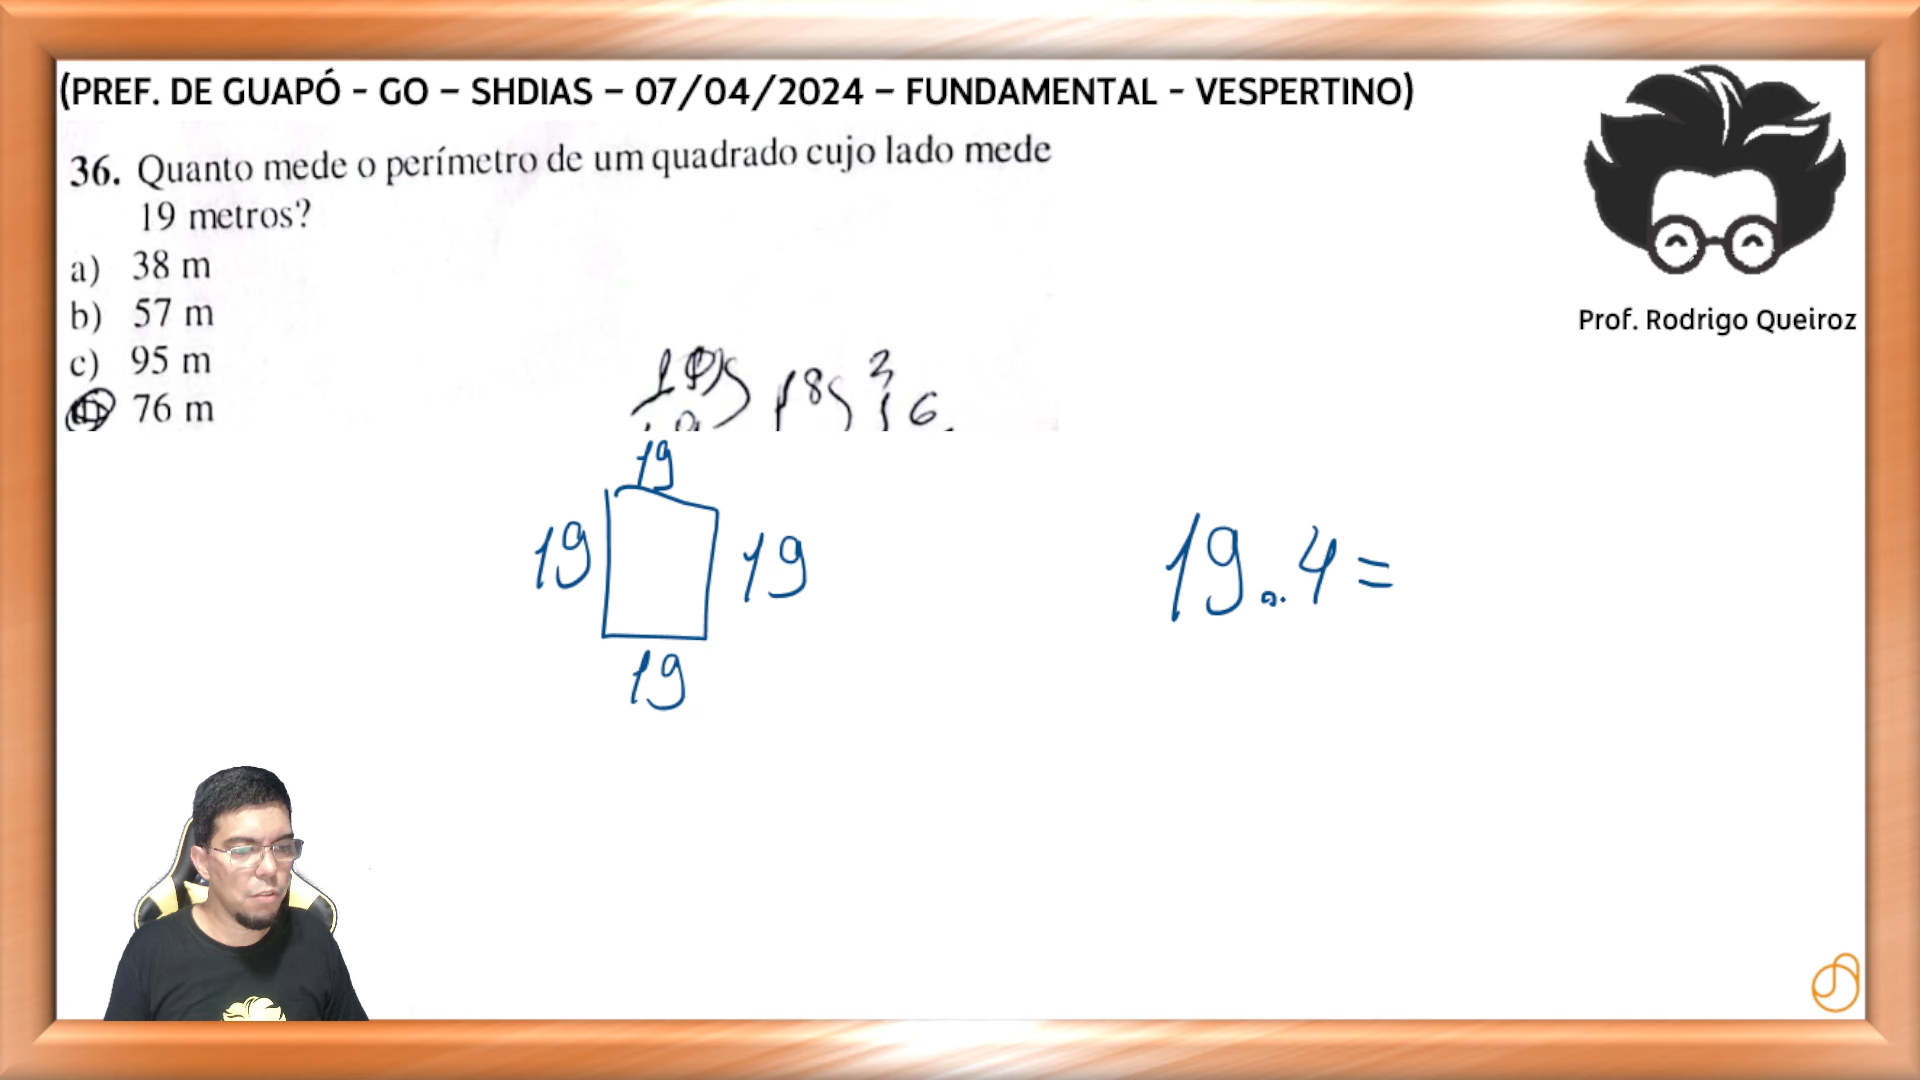 (PREF. DE GUAPÓ - GO – SHDIAS – 07/04/2024 – FUNDAMENTAL - VESPERTINO)
36. Quanto mede o perímetro de um quadrado cujo lado mede
19 metros?
a) 38 m
b) 57 m
c) 95 m
76 m
Prof. Rodrigo Queiroz
19
19
19
19
19.4=